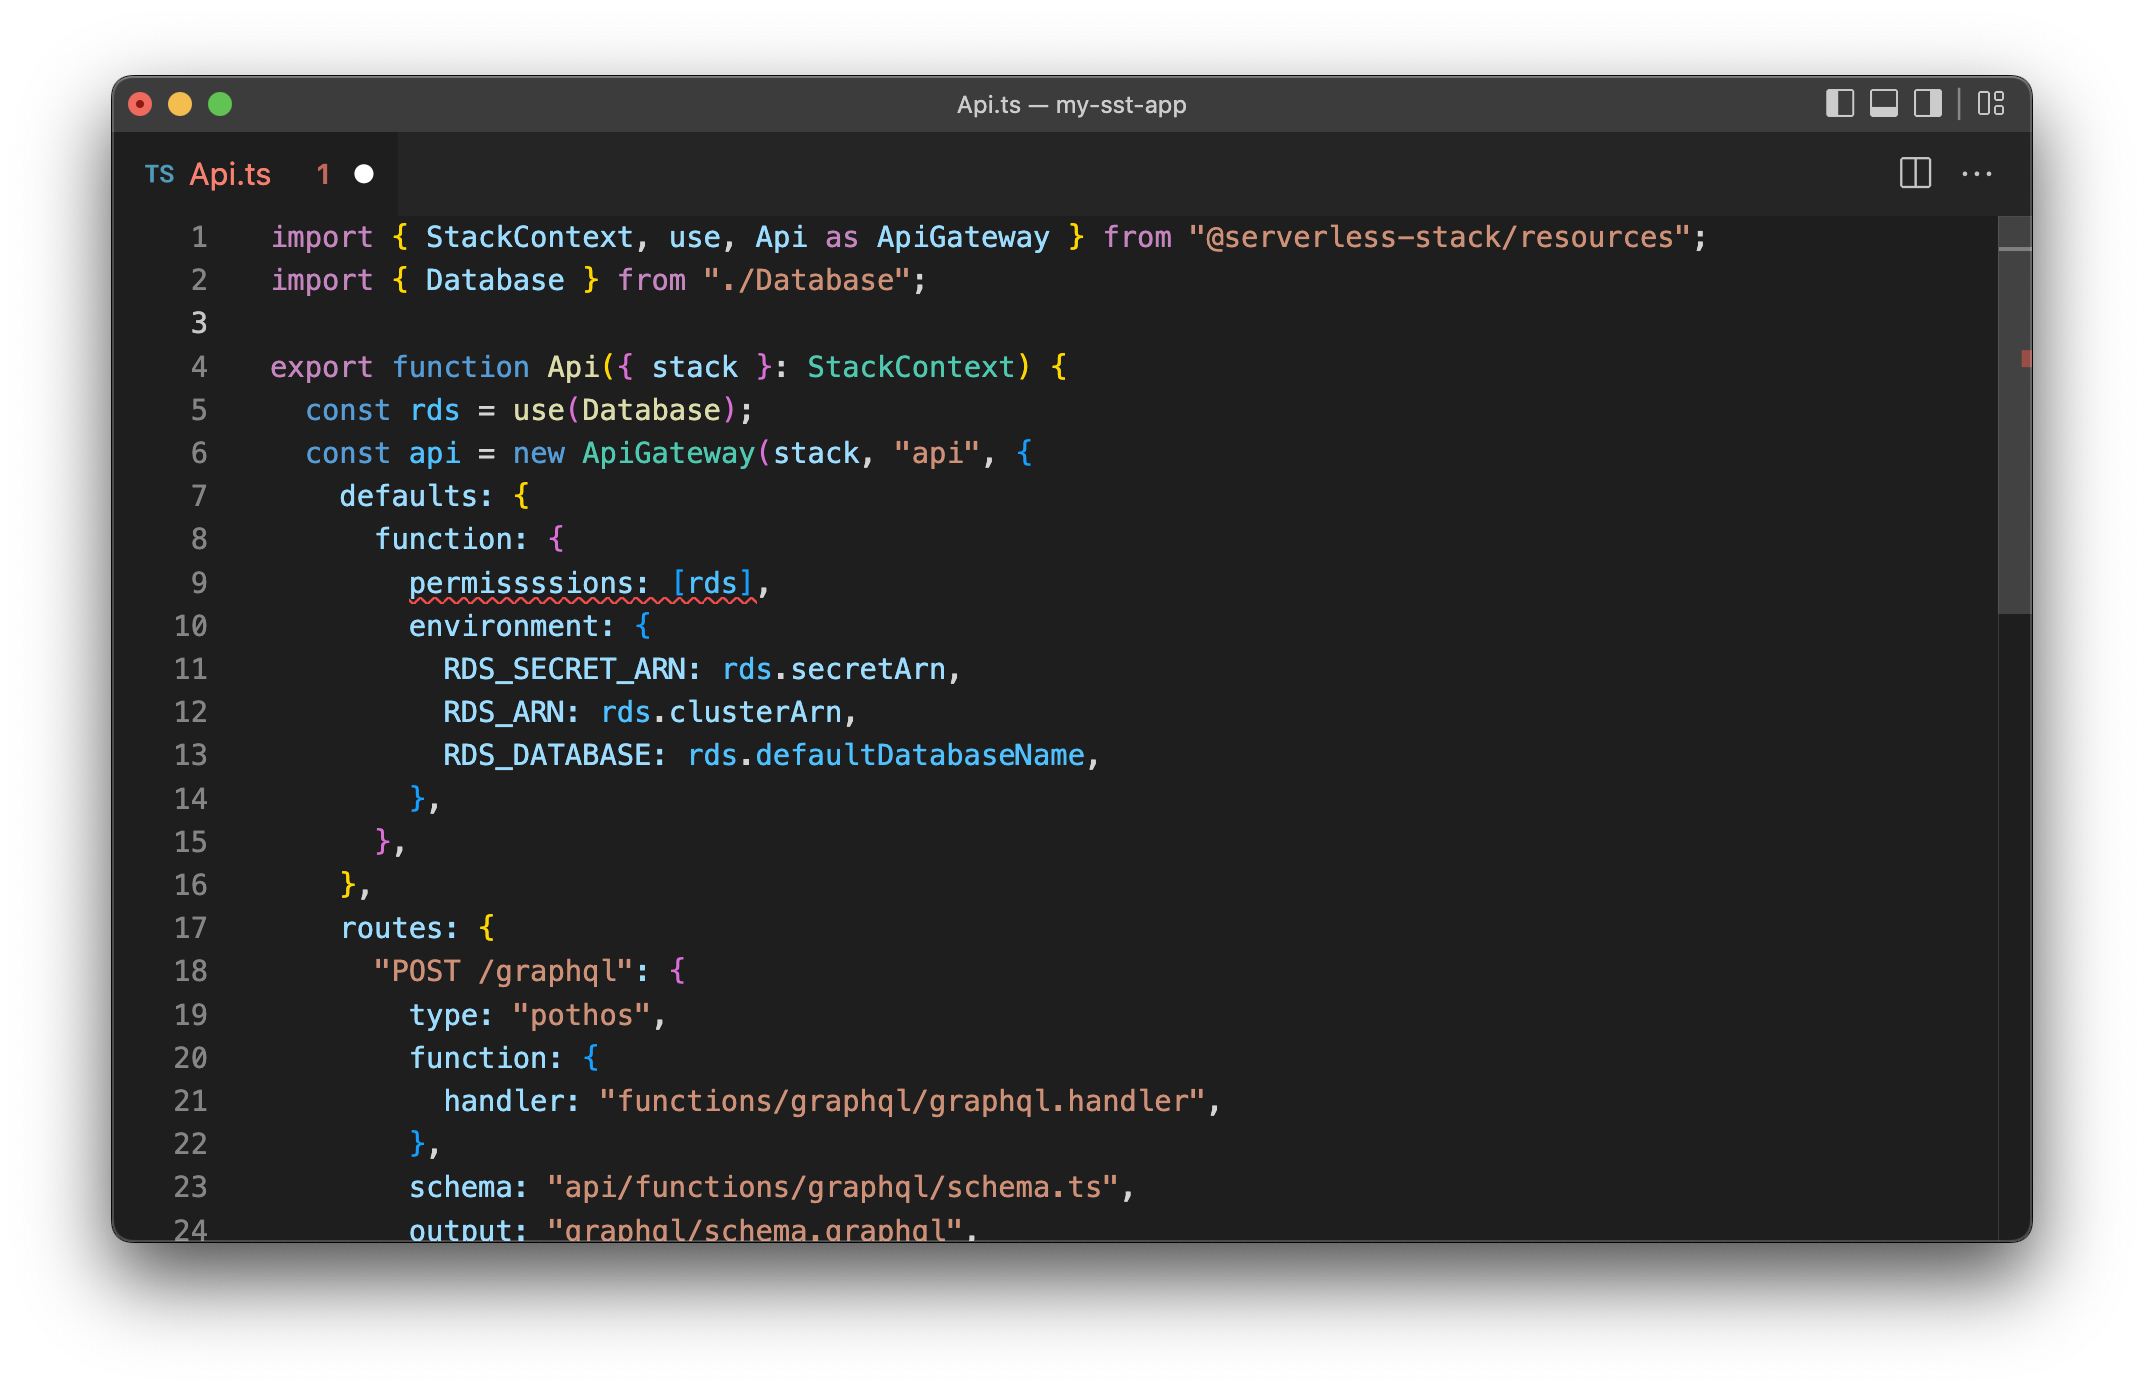 Api.ts — my-sst-app
TS Api.ts 1
1 import { StackContext, use, Api as ApiGateway } from "@serverless-stack/resources";
2 import { Database } from "./Database";
3
4 export function Api({ stack }: StackContext) {
5   const rds = use(Database);
6   const api = new ApiGateway(stack, "api", {
7     defaults: {
8       function: {
9         permisssions: [rds],
10         environment: {
11           RDS_SECRET_ARN: rds.secretArn,
12           RDS_ARN: rds.clusterArn,
13           RDS_DATABASE: rds.defaultDatabaseName,
14         },
15       },
16     },
17     routes: {
18       "POST /graphql": {
19         type: "pothos",
20         function: {
21           handler: "functions/graphql/graphql.handler",
22         },
23         schema: "api/functions/graphql/schema.ts",
24         output: "graphql/schema.graphql",